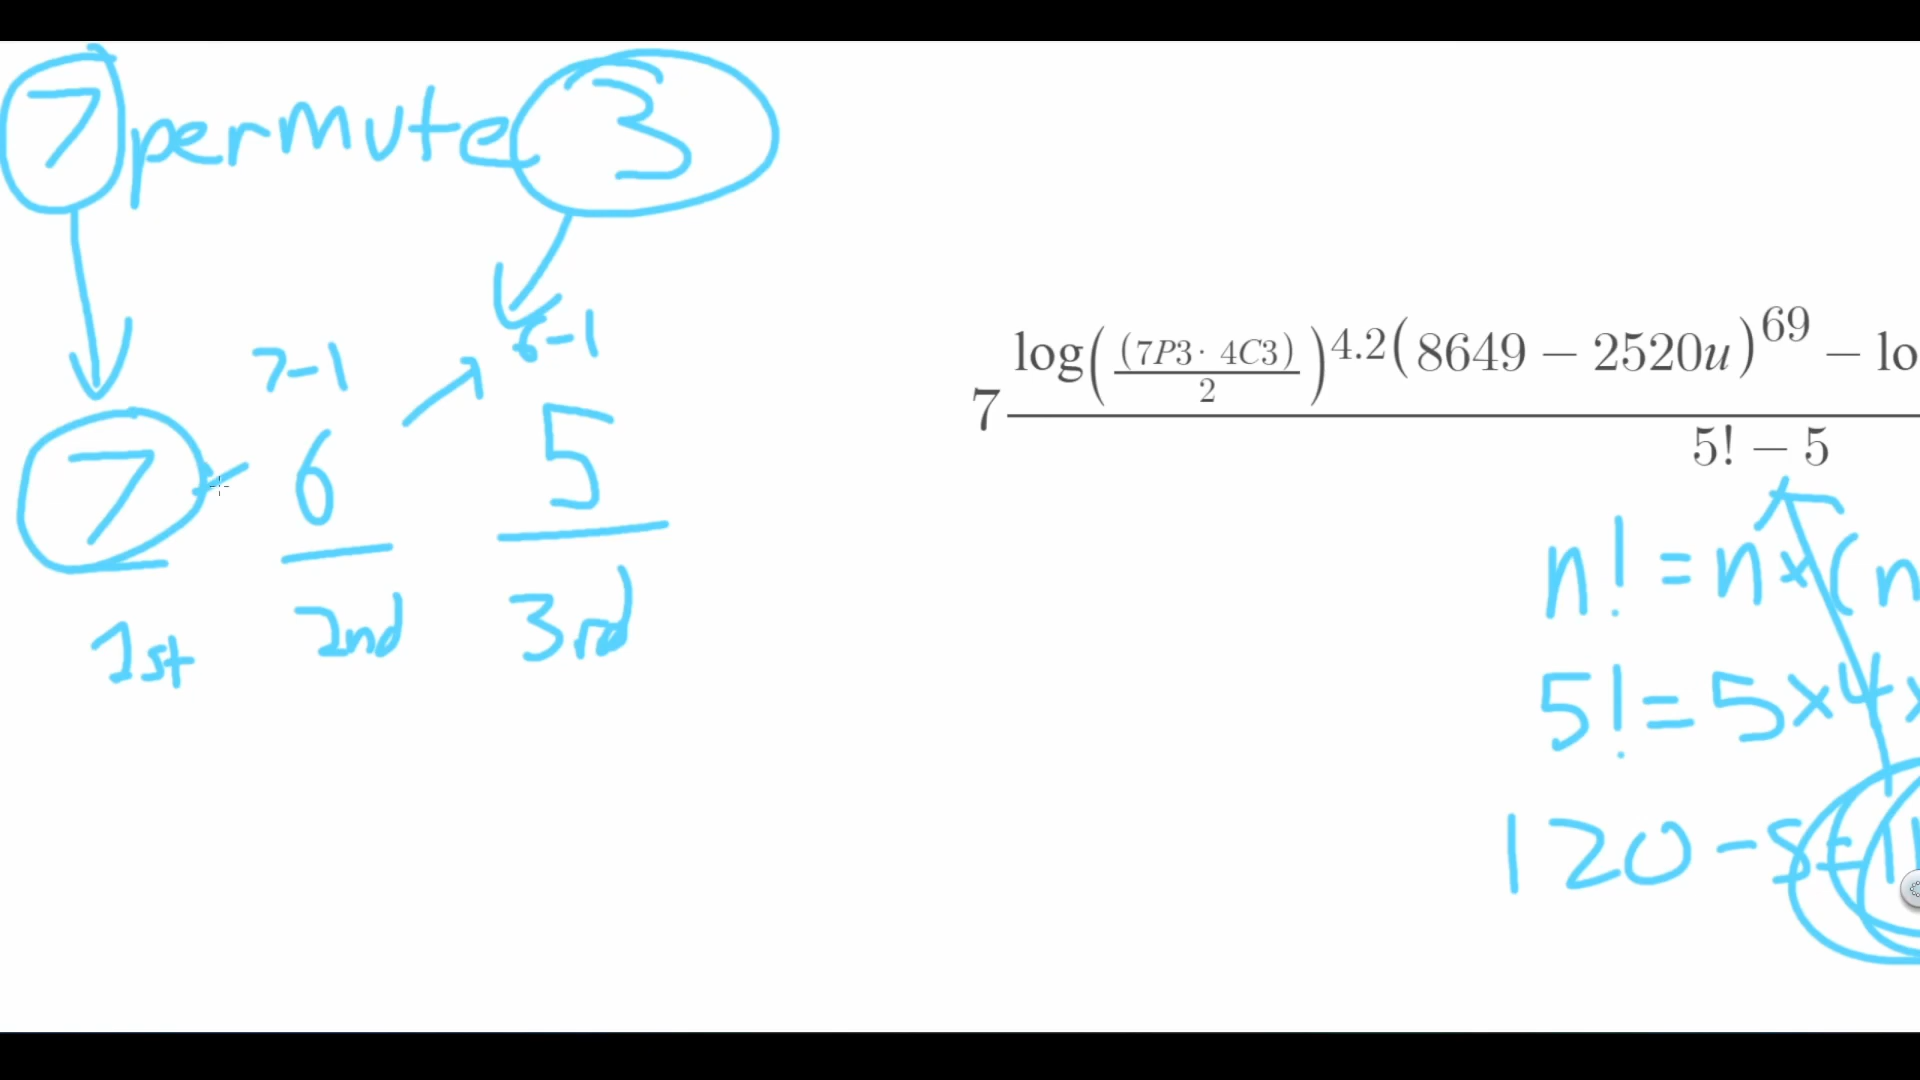 7 permute 3
7-1 6-1
7 6 5
1st 2nd 3rd
7 log((7P3· 4C3) / 2)^4.2 (8649 − 2520u)^69 − lo
5! − 5
n! = n × (n
5! = 5 × 4 ×
120 - 5 = 11